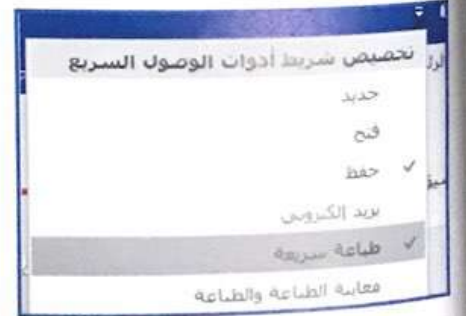 تخصيص شريط أدوات الوصول السريع
جديد
فتح
حفظ
بريد إلكتروني
طباعة سريعة
معاينة الطباعة والطباعة